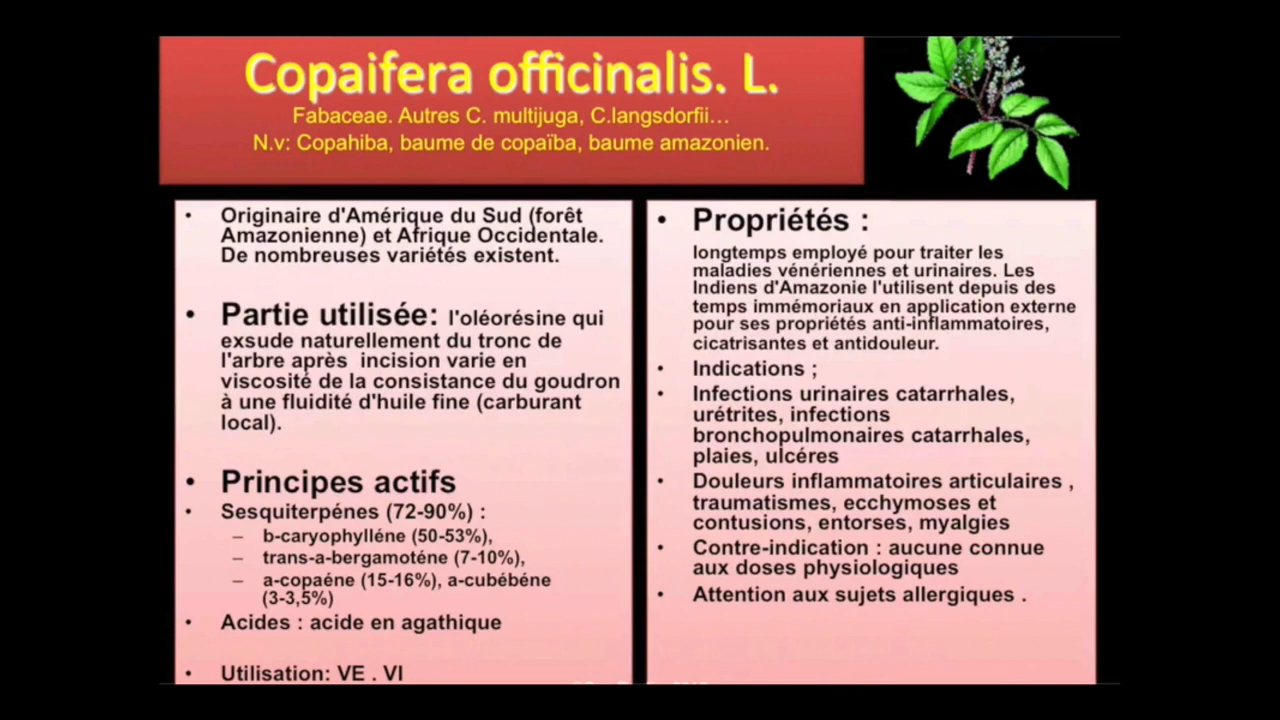 Copaifera officinalis. L.
Fabaceae. Autres C. multijuga, C.langsdorfii...
N.v: Copahiba, baume de copaïba, baume amazonien.
• Originaire d'Amérique du Sud (forêt
Amazonienne) et Afrique Occidentale.
De nombreuses variétés existent.
• Partie utilisée: l'oléorésine qui
exsude naturellement du tronc de
l'arbre après incision varie en
viscosité de la consistance du goudron
à une fluidité d'huile fine (carburant
local).
• Principes actifs
• Sesquiterpénes (72-90%) :
– b-caryophylléne (50-53%),
– trans-a-bergamoténe (7-10%),
– a-copaéne (15-16%), a-cubébéne
(3-3,5%)
• Acides : acide en agathique
• Utilisation: VE . VI
• Propriétés :
longtemps employé pour traiter les
maladies vénériennes et urinaires. Les
Indiens d'Amazonie l'utilisent depuis des
temps immémoriaux en application externe
pour ses propriétés anti-inflammatoires,
cicatrisantes et antidouleur.
• Indications ;
• Infections urinaires catarrhales,
urétrites, infections
bronchopulmonaires catarrhales,
plaies, ulcéres
• Douleurs inflammatoires articulaires ,
traumatismes, ecchymoses et
contusions, entorses, myalgies
• Contre-indication : aucune connue
aux doses physiologiques
• Attention aux sujets allergiques .